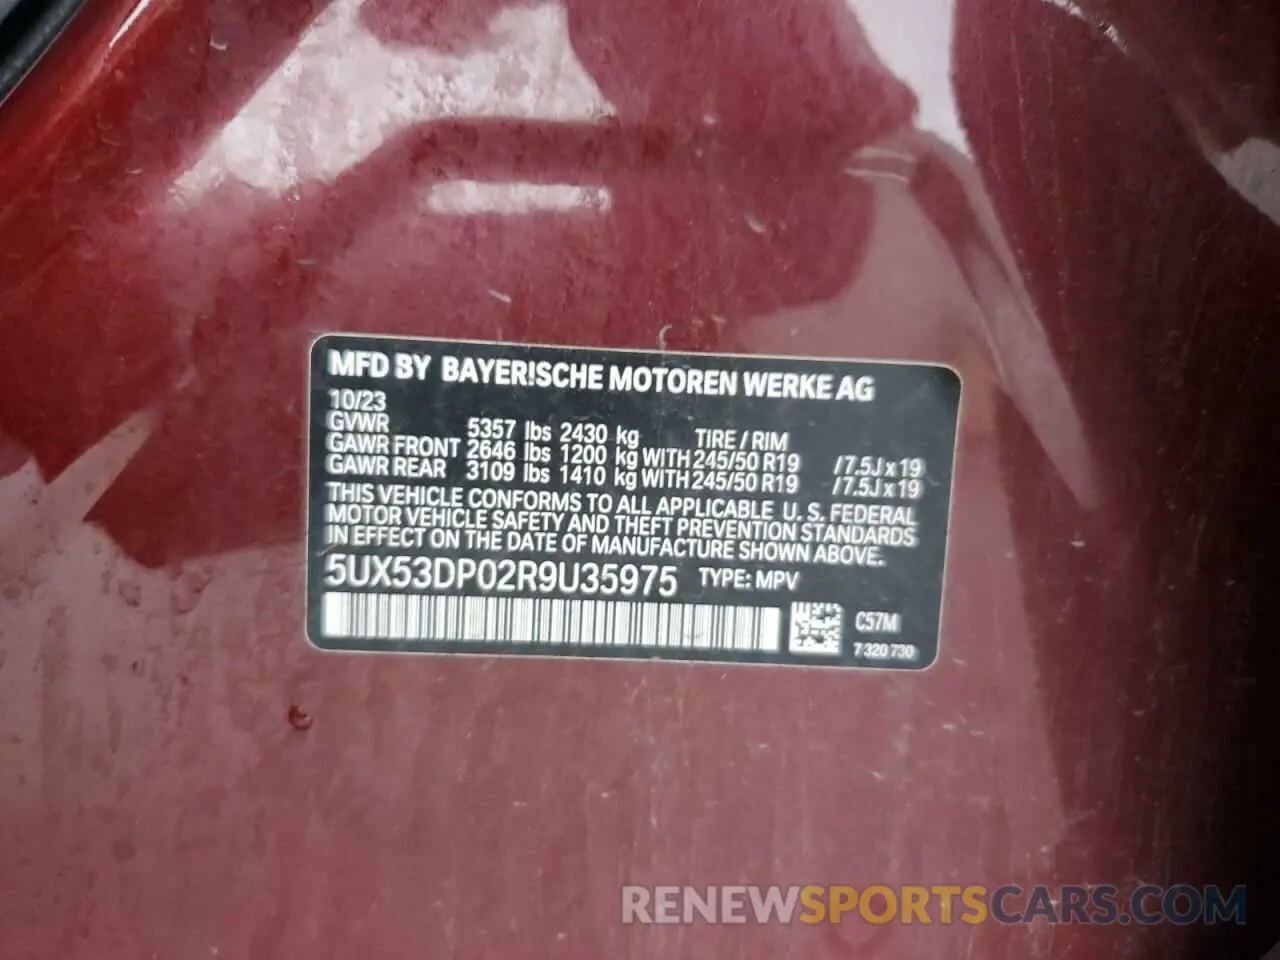 MFD BY BAYERISCHE MOTOREN WERKE AG
10/23
GVWR 5357 lbs 2430 kg TIRE / RIM
GAWR FRONT 2646 lbs 1200 kg WITH 245/50 R19 /7.5J x 19
GAWR REAR 3109 lbs 1410 kg WITH 245/50 R19 /7.5J x 19
THIS VEHICLE CONFORMS TO ALL APPLICABLE U. S. FEDERAL
MOTOR VEHICLE SAFETY AND THEFT PREVENTION STANDARDS
IN EFFECT ON THE DATE OF MANUFACTURE SHOWN ABOVE.
5UX53DP02R9U35975 TYPE: MPV
C57M
7 320 730
RENEWSPORTSCARS.COM